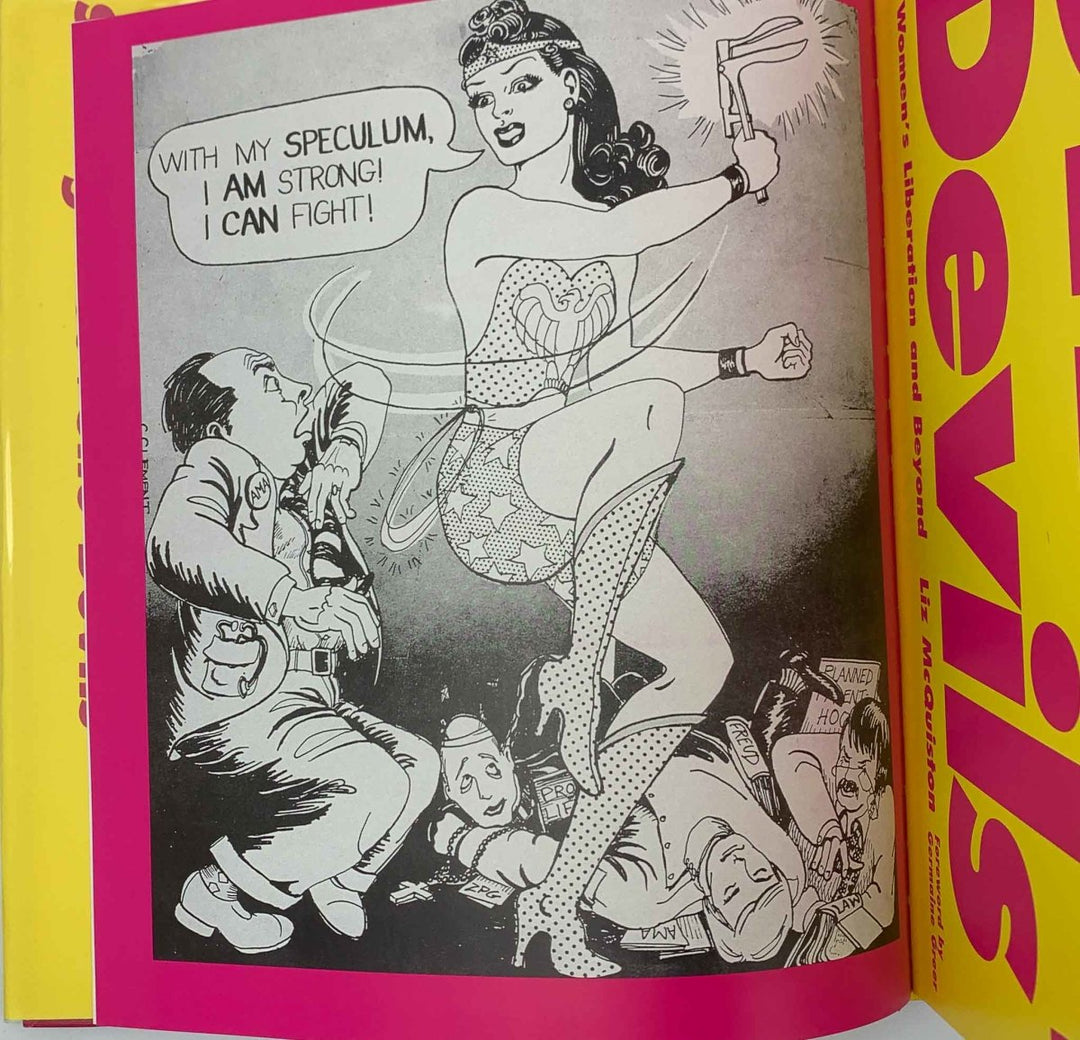 WITH MY SPECULUM,
I AM STRONG!
I CAN FIGHT!
C. CLEMENT
AMA
PRO
LIFE
FREUD
PLANNED
HOO
AMA
Devils
Women's Liberation and Beyond
Liz McQuiston
Foreword by
Germaine Greer